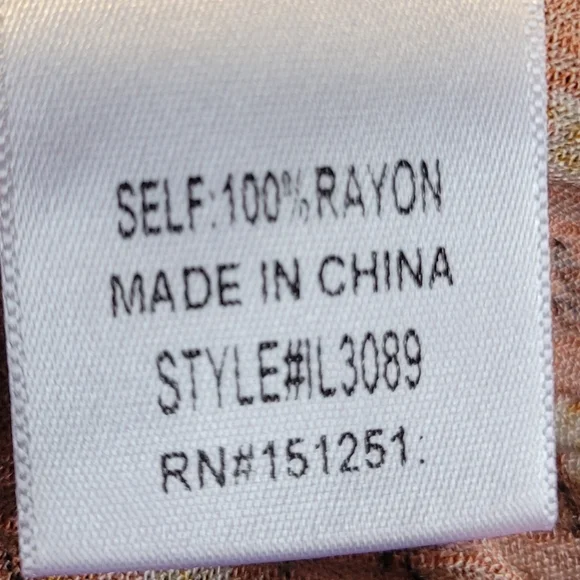 SELF:100%RAYON
MADE IN CHINA
STYLE#IL3089
RN#151251: